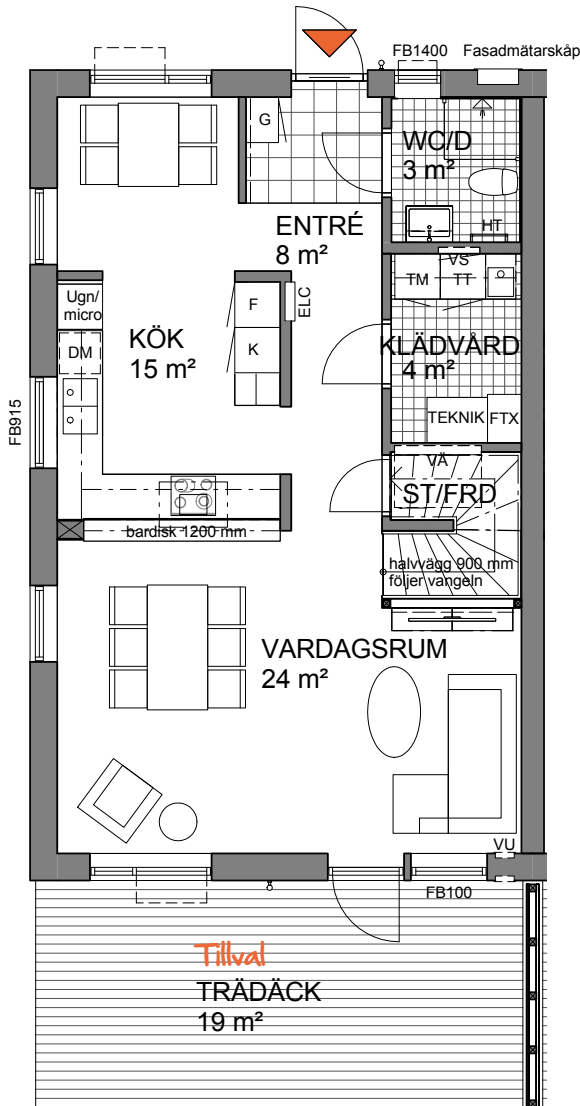 FB1400 Fasadmätarskåp
G
WC/D
3 m²
HT
ENTRÉ
8 m²
VS
TM TT
Ugn/
micro
F
ELC
DM
K
KÖK
15 m²
KLÄDVÅRD
4 m²
FB915
TEKNIK FTX
VÄ
ST/FRD
bardisk 1200 mm
halvvägg 900 mm
följer vangeln
VARDAGSRUM
24 m²
VU
FB100
Tillval
TRÄDÄCK
19 m²